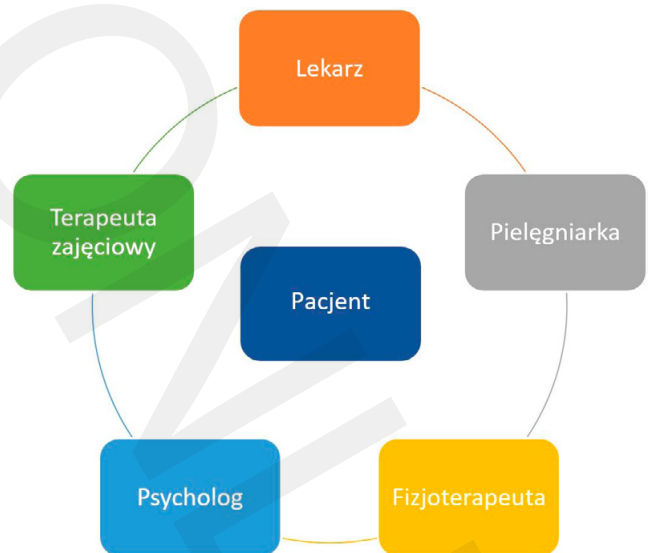 Lekarz
Pielęgniarka
Fizjoterapeuta
Psycholog
Terapeuta
zajęciowy
Pacjent